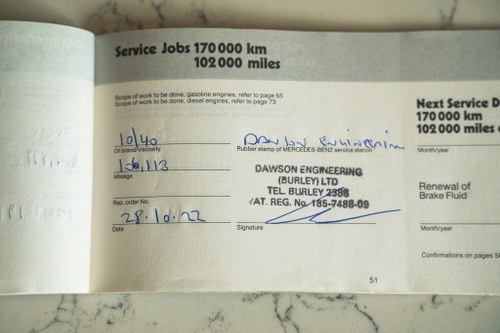 Service Jobs 170 000 km
102 000 miles
Scope of work to be done, gasoline engines, refer to page 65
Scope of work to be done, diesel engines, refer to page 73
10/40
Oil brand/viscosity
Mileage
Rep. order No.
28.10.22
Date
Dawson Engineering
Rubber stamp of MERCEDES-BENZ service station
DAWSON ENGINEERING
(BURLEY) LTD
TEL. BURLEY 2386
VAT. REG. No. 185-7488-09
Signature
51
Next Service D
170 000 km
102 000 miles o
Month/year
Renewal of
Brake Fluid
Month/year
Confirmations on pages 5